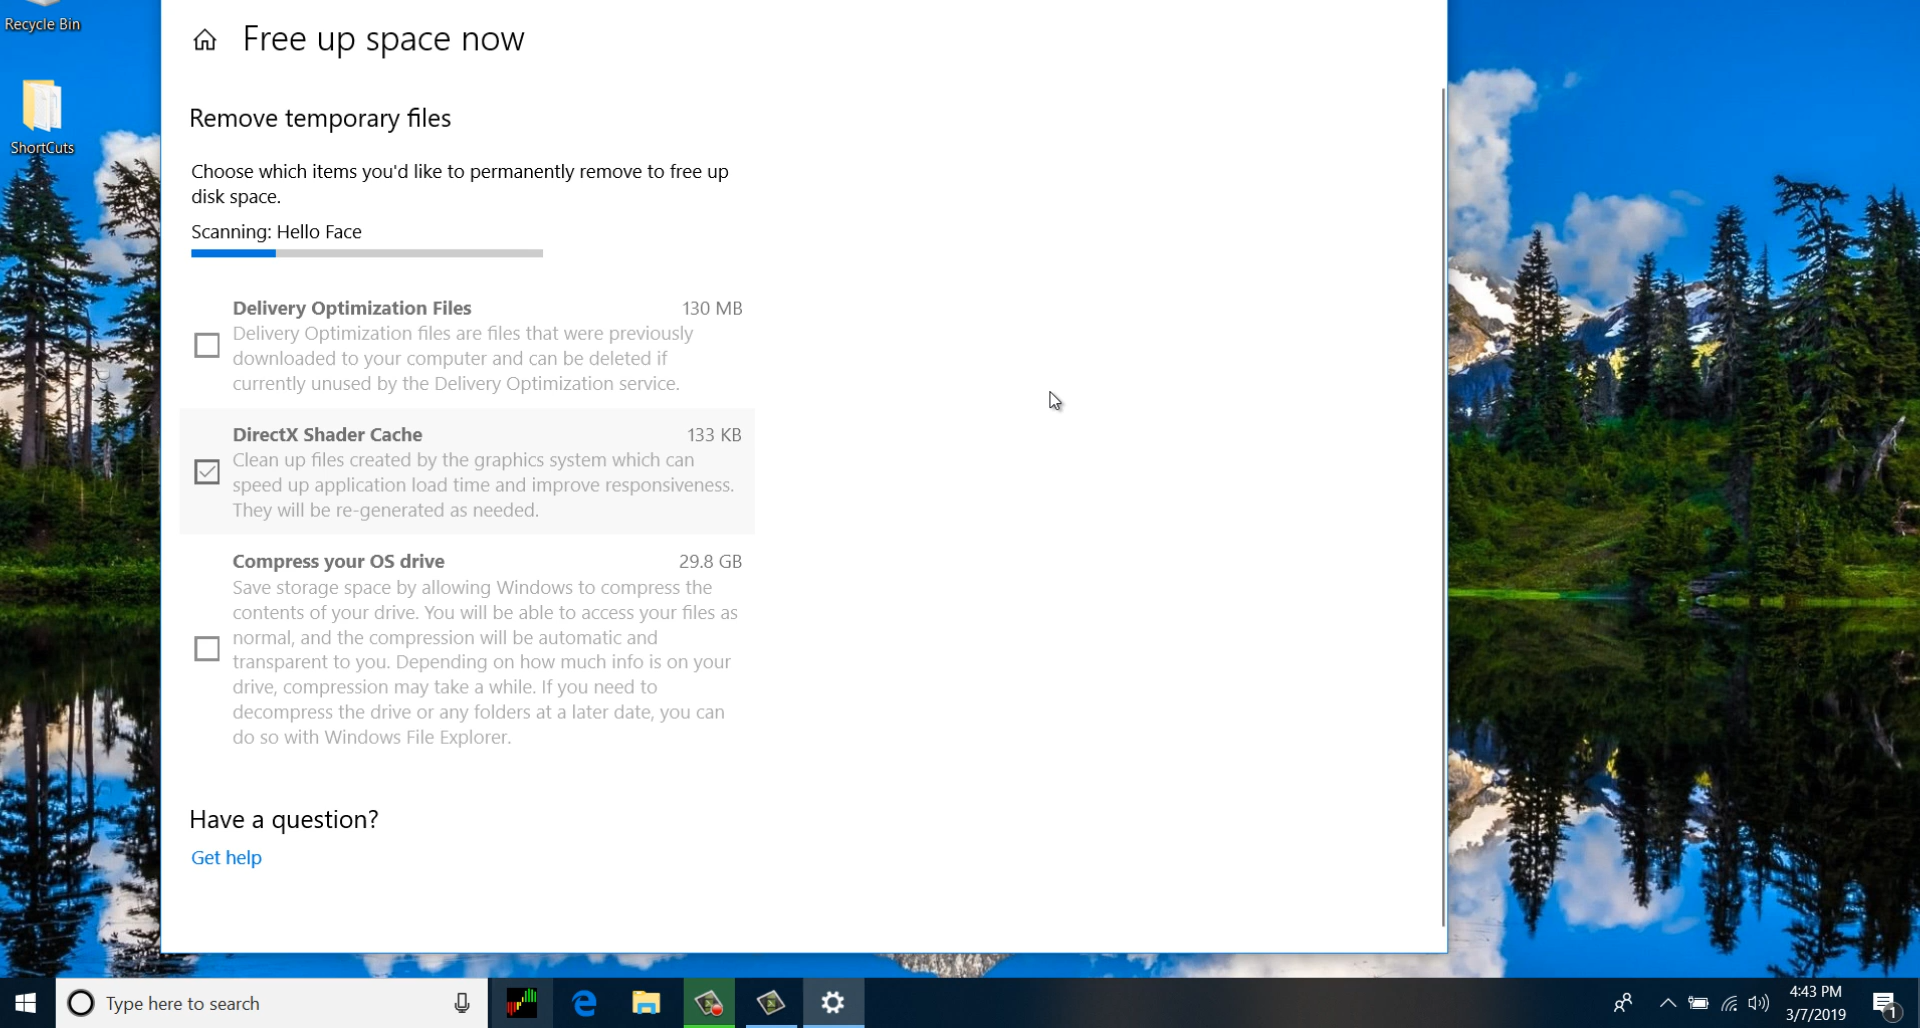 Recycle Bin
ShortCuts
Free up space now
Remove temporary files
Choose which items you'd like to permanently remove to free up
disk space.
Scanning: Hello Face
Delivery Optimization Files 130 MB
Delivery Optimization files are files that were previously
downloaded to your computer and can be deleted if
currently unused by the Delivery Optimization service.
DirectX Shader Cache 133 KB
Clean up files created by the graphics system which can
speed up application load time and improve responsiveness.
They will be re-generated as needed.
Compress your OS drive 29.8 GB
Save storage space by allowing Windows to compress the
contents of your drive. You will be able to access your files as
normal, and the compression will be automatic and
transparent to you. Depending on how much info is on your
drive, compression may take a while. If you need to
decompress the drive or any folders at a later date, you can
do so with Windows File Explorer.
Have a question?
Get help
Type here to search
4:43 PM
3/7/2019
1